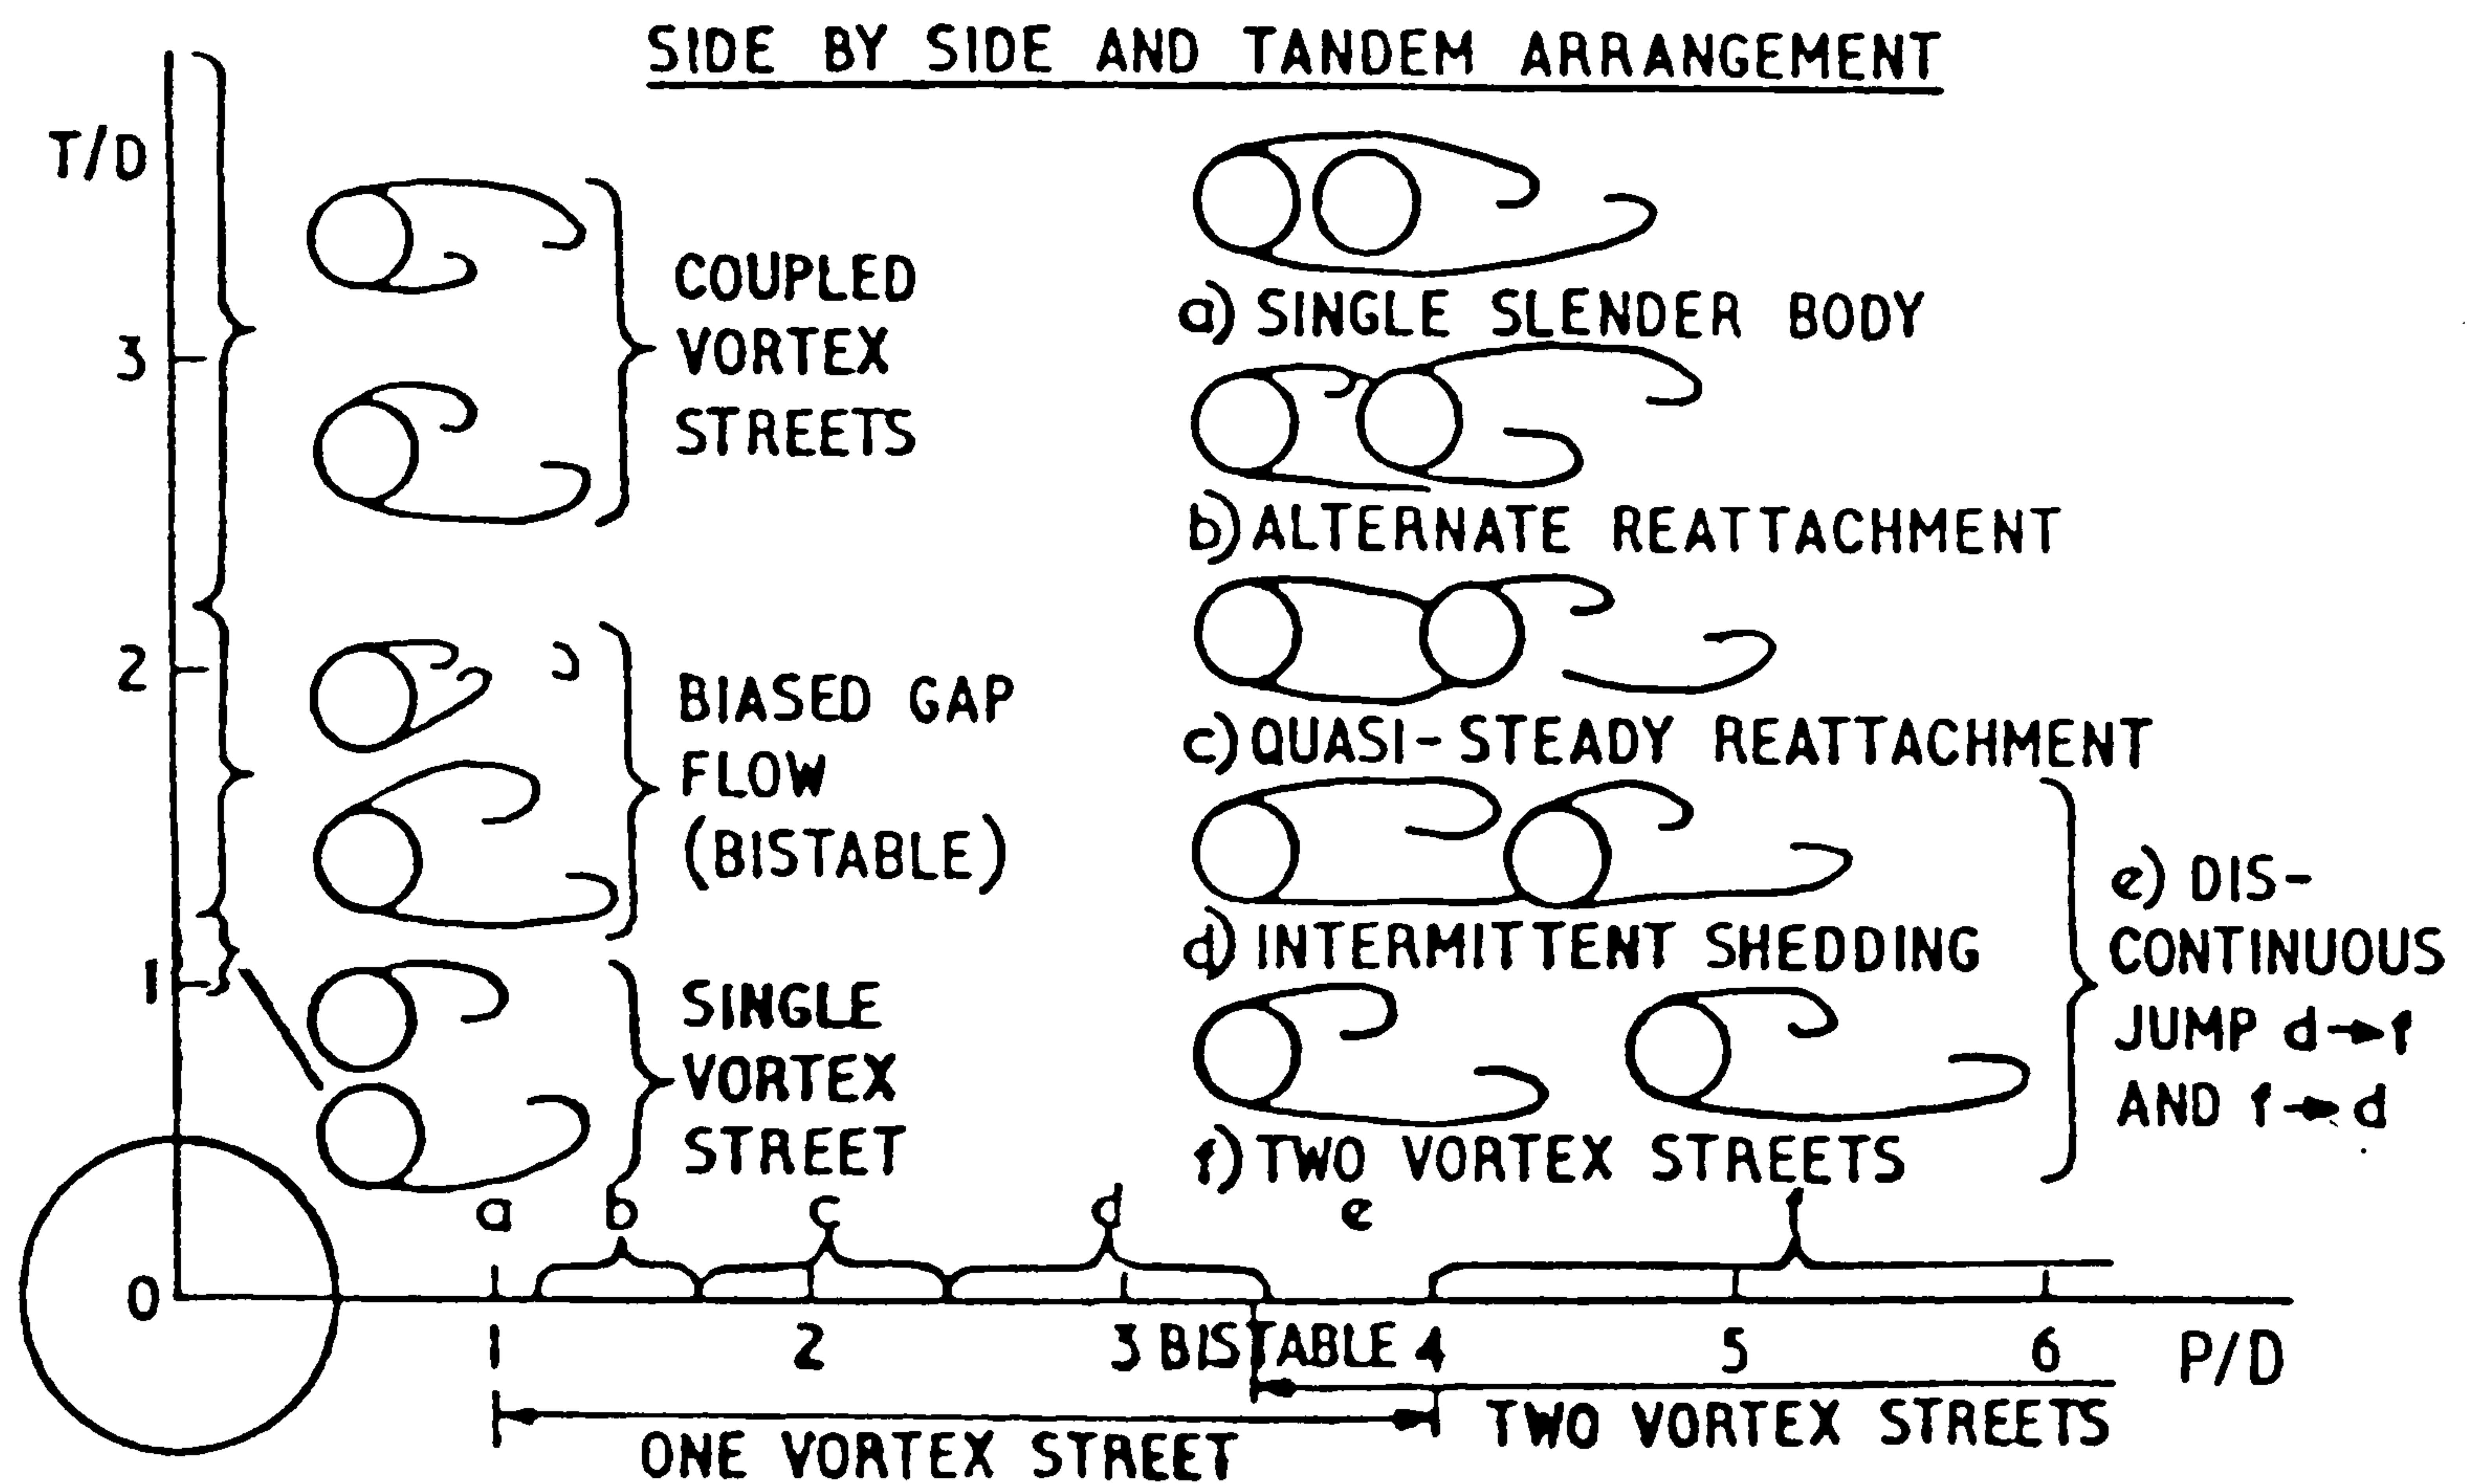 SIDE BY SIDE AND TANDEM ARRANGEMENT
T/D
3
2
1
0
COUPLED
VORTEX
STREETS
BIASED GAP
FLOW
(BISTABLE)
SINGLE
VORTEX
STREET
a) SINGLE SLENDER BODY
b) ALTERNATE REATTACHMENT
c) QUASI-STEADY REATTACHMENT
d) INTERMITTENT SHEDDING
f) TWO VORTEX STREETS
e) DIS-
CONTINUOUS
JUMP d→f
AND f→d
a b c d e f
1 2 3 BISTABLE 4 5 6 P/D
ONE VORTEX STREET
TWO VORTEX STREETS